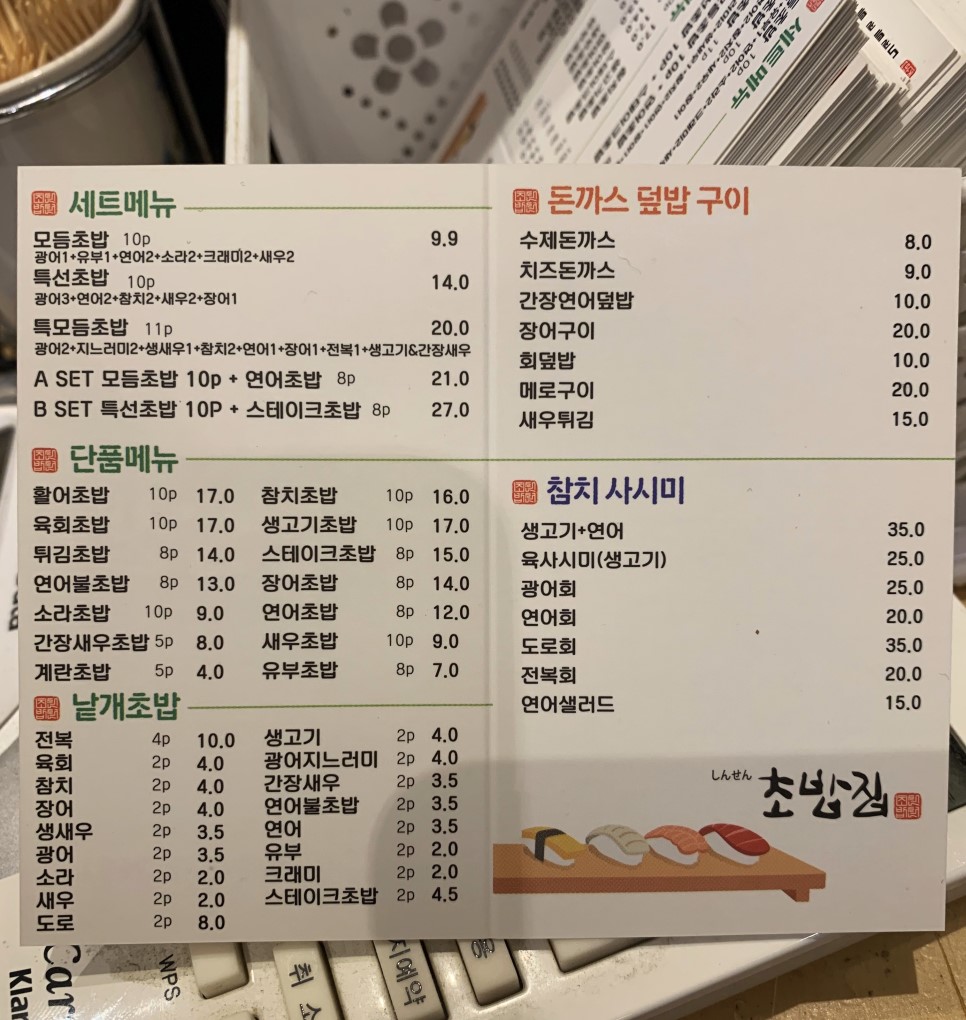 세트메뉴
모듬초밥 10p 9.9
광어1+유부1+연어2+소라2+크래미2+새우2
특선초밥 10p 14.0
광어3+연어2+참치2+새우2+장어1
특모듬초밥 11p 20.0
광어2+지느러미2+생새우1+참치2+연어1+장어1+전복1+생고기&간장새우
A SET 모듬초밥 10p + 연어초밥 8p 21.0
B SET 특선초밥 10P + 스테이크초밥 8p 27.0
단품메뉴
활어초밥 10p 17.0 참치초밥 10p 16.0
육회초밥 10p 17.0 생고기초밥 10p 17.0
튀김초밥 8p 14.0 스테이크초밥 8p 15.0
연어불초밥 8p 13.0 장어초밥 8p 14.0
소라초밥 10p 9.0 연어초밥 8p 12.0
간장새우초밥 5p 8.0 새우초밥 10p 9.0
계란초밥 5p 4.0 유부초밥 8p 7.0
낱개초밥
전복 4p 10.0 생고기 2p 4.0
육회 2p 4.0 광어지느러미 2p 4.0
참치 2p 4.0 간장새우 2p 3.5
장어 2p 4.0 연어불초밥 2p 3.5
생새우 2p 3.5 연어 2p 3.5
광어 2p 3.5 유부 2p 2.0
소라 2p 2.0 크래미 2p 2.0
새우 2p 2.0 스테이크초밥 2p 4.5
도로 2p 8.0
돈까스 덮밥 구이
수제돈까스 8.0
치즈돈까스 9.0
간장연어덮밥 10.0
장어구이 20.0
회덮밥 10.0
메로구이 20.0
새우튀김 15.0
참치 사시미
생고기+연어 35.0
육사시미(생고기) 25.0
광어회 25.0
연어회 20.0
도로회 35.0
전복회 20.0
연어샐러드 15.0
しんせん
초밥집
세트메뉴
WPS
취소
지예약